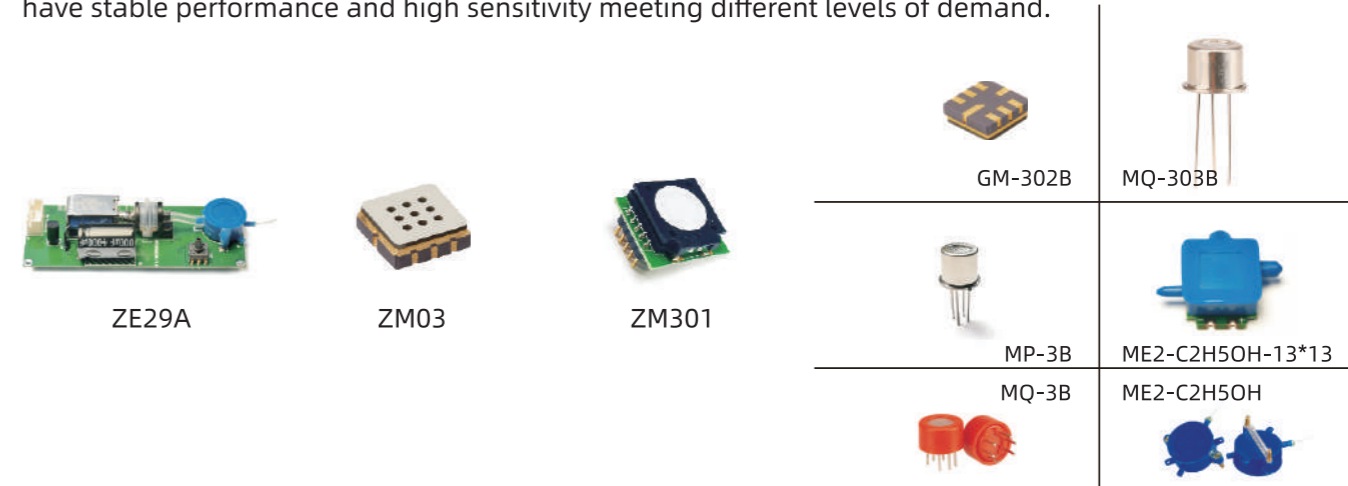 have stable performance and high sensitivity meeting different levels of demand.
GM-302B
MQ-303B
ZE29A
ZM03
ZM301
MP-3B
ME2-C2H5OH-13*13
MQ-3B
ME2-C2H5OH